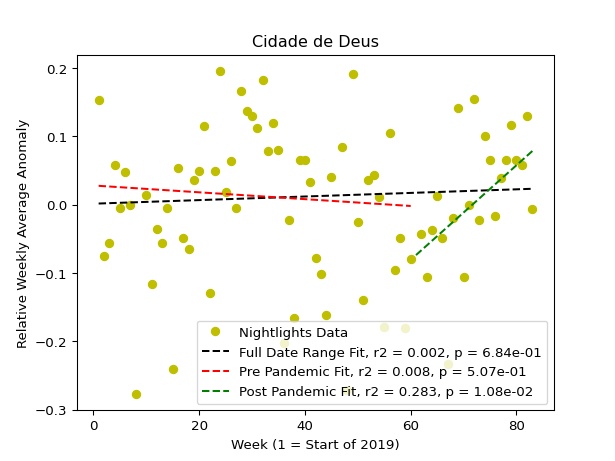 Cidade de Deus
Relative Weekly Average Anomaly
0.2
0.1
0.0
−0.1
−0.2
−0.3
Nightlights Data
Full Date Range Fit, r2 = 0.002, p = 6.84e-01
Pre Pandemic Fit, r2 = 0.008, p = 5.07e-01
Post Pandemic Fit, r2 = 0.283, p = 1.08e-02
0 20 40 60 80
Week (1 = Start of 2019)